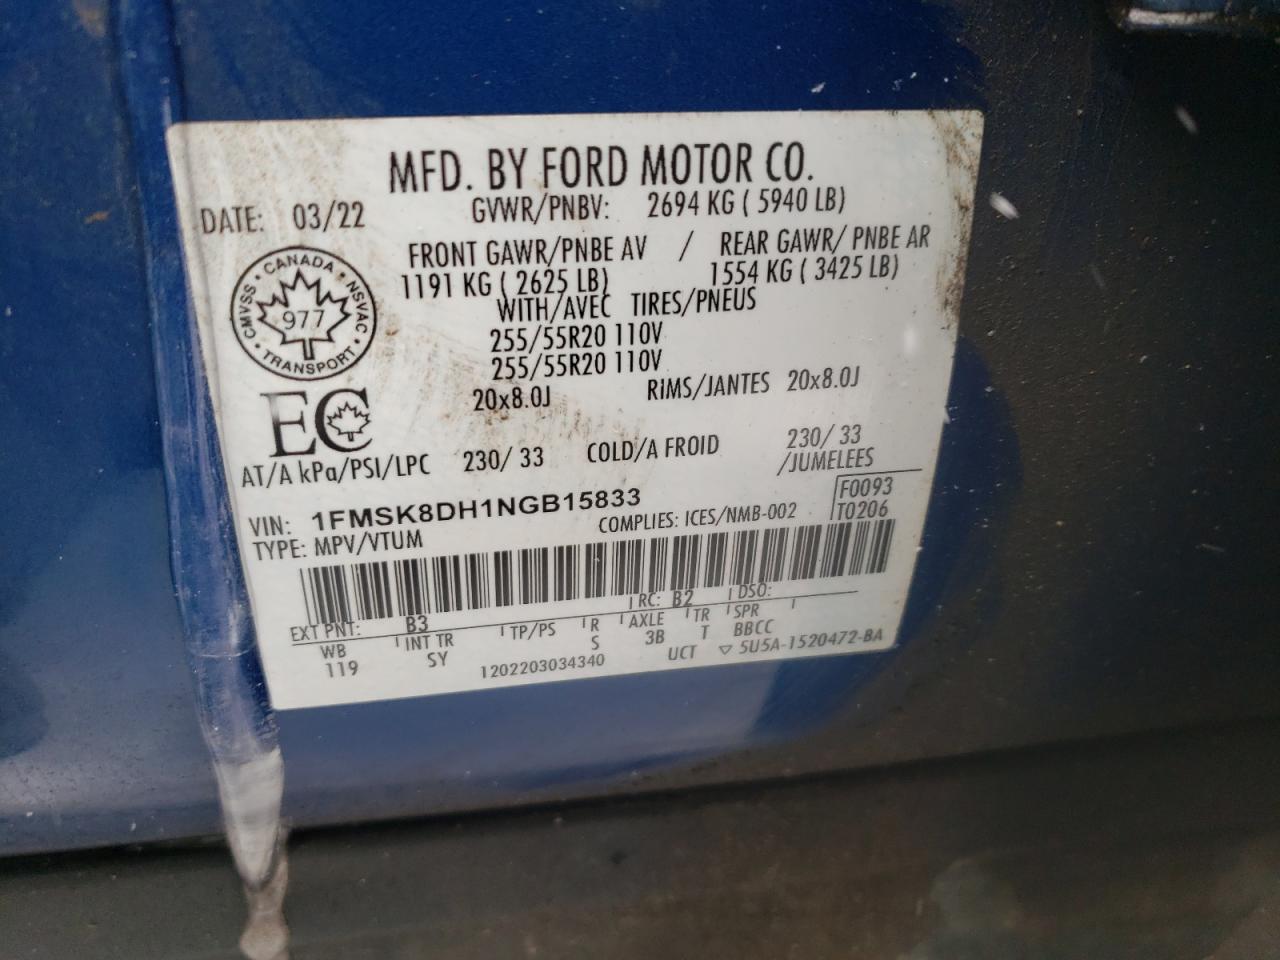 MFD. BY FORD MOTOR CO.
DATE: 03/22 GVWR/PNBV: 2694 KG ( 5940 LB)
FRONT GAWR/PNBE AV / REAR GAWR/ PNBE AR
1191 KG ( 2625 LB) 1554 KG ( 3425 LB)
WITH/AVEC TIRES/PNEUS
255/55R20 110V
255/55R20 110V
20x8.0J RIMS/JANTES 20x8.0J
CMVSS · CANADA · NSVAC · TRANSPORT ·
977
EC
AT/A kPa/PSI/LPC 230/ 33 COLD/A FROID 230/ 33
/JUMELEES
VIN: 1FMSK8DH1NGB15833 F0093
TYPE: MPV/VTUM COMPLIES: ICES/NMB-002 T0206
EXT PNT: B3 RC: B2 DSO:
WB INT TR TP/PS R AXLE TR SPR
119 SY S 3B T BBCC
1202203034340 UCT ▽ 5U5A-1520472-BA